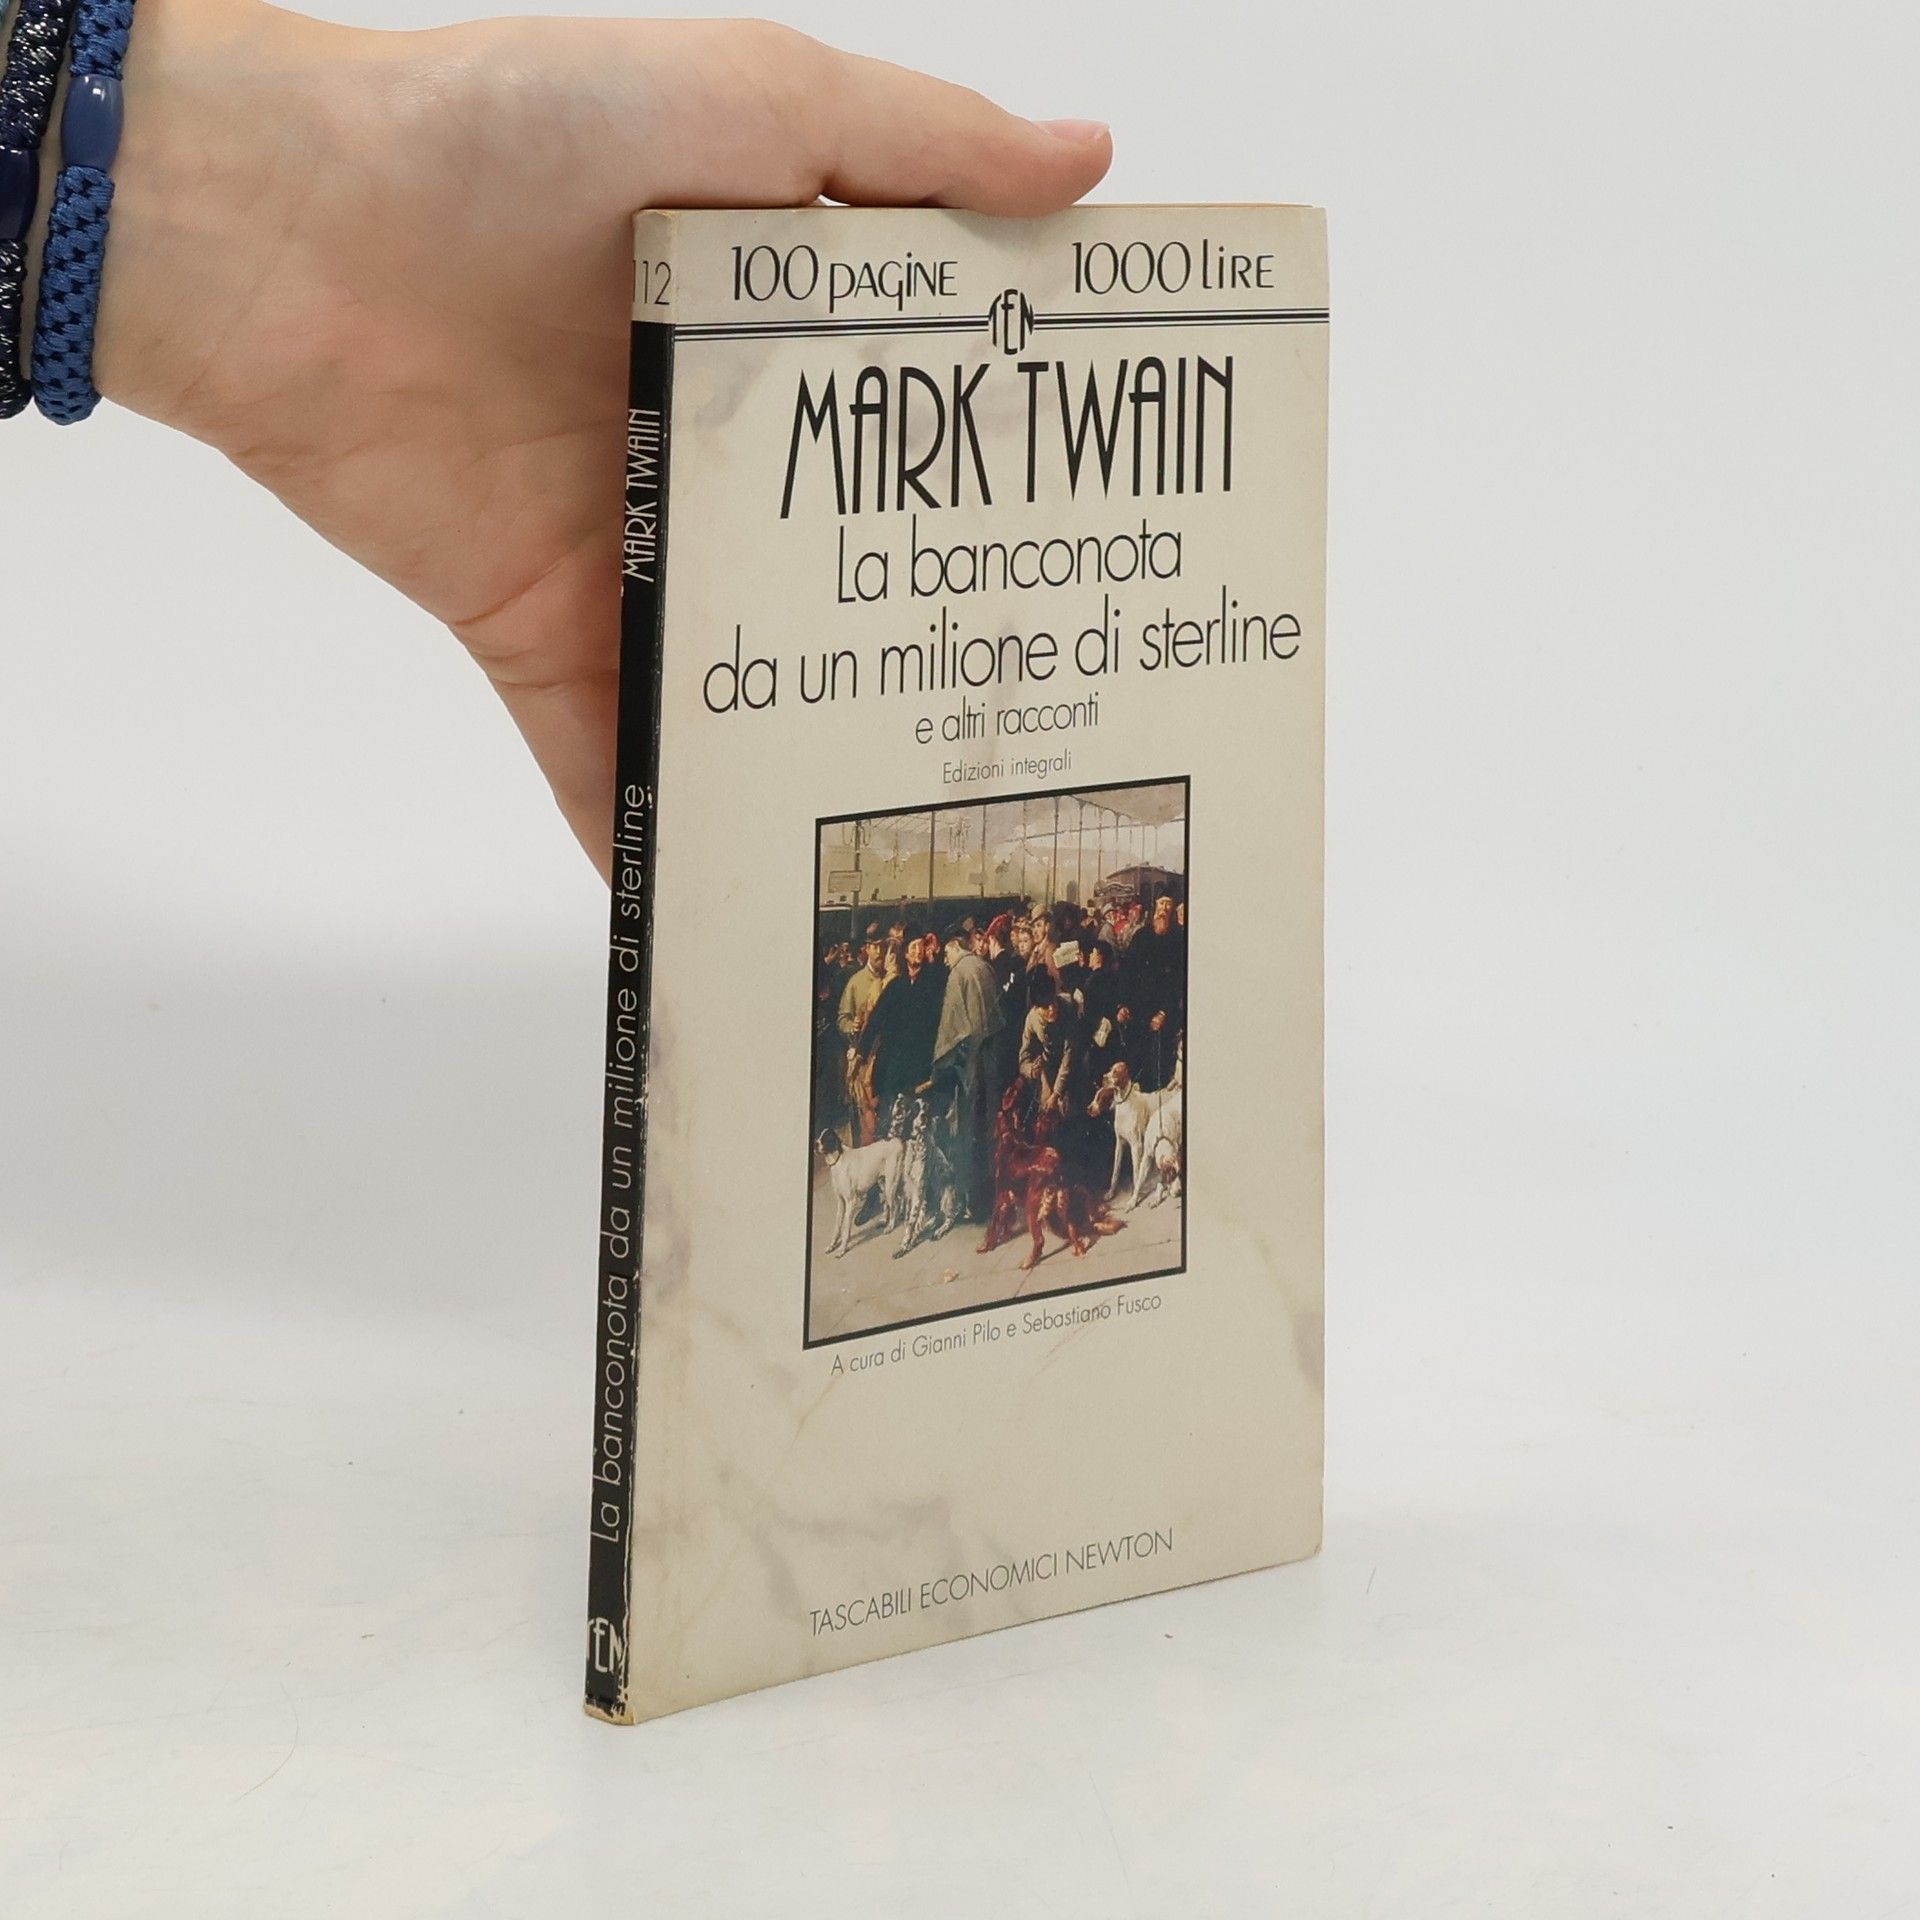 112
MARK TWAIN
La banconota da un milione di sterline
TEN
100 pagine 1000 lire
TEN
MARK TWAIN
La banconota
da un milione di sterline
e altri racconti
Edizioni integrali
A cura di Gianni Pilo e Sebastiano Fusco
TASCABILI ECONOMICI NEWTON